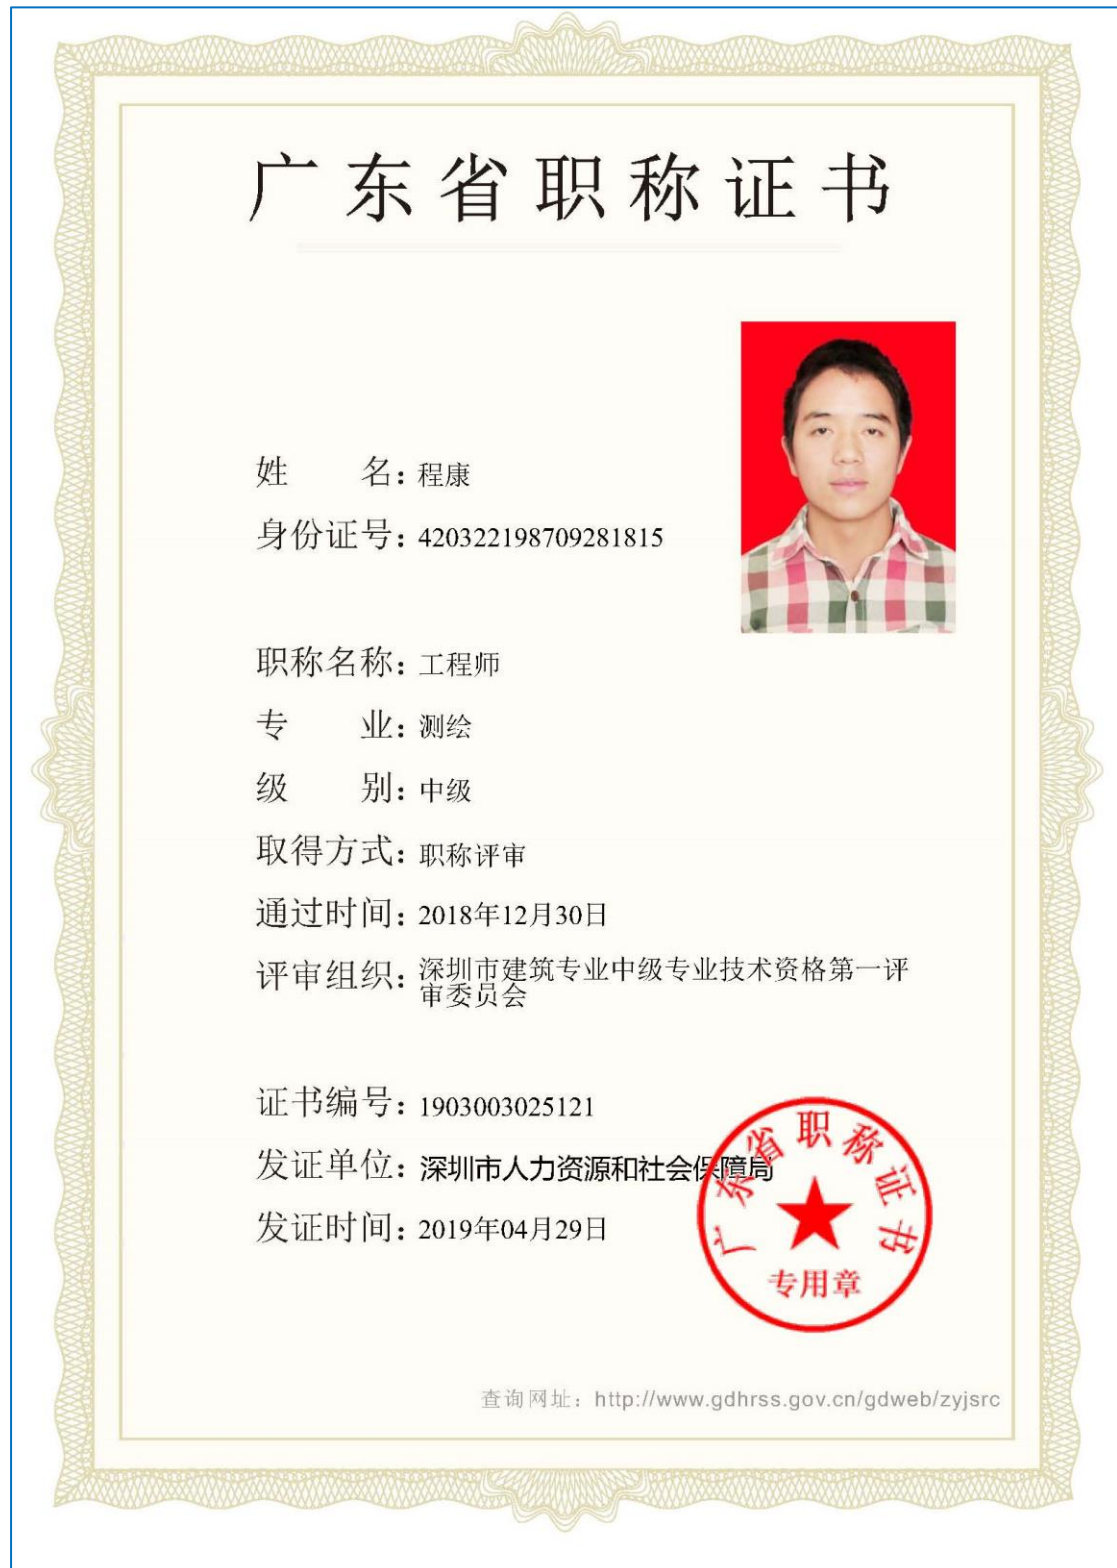 广东省职称证书
姓 名：程康
身份证号：420322198709281815
职称名称：工程师
专 业：测绘
级 别：中级
取得方式：职称评审
通过时间：2018年12月30日
评审组织：深圳市建筑专业中级专业技术资格第一评
审委员会
证书编号：1903003025121
发证单位：深圳市人力资源和社会保障局
发证时间：2019年04月29日
广东省职称证书
专用章
查询网址：http://www.gdhrss.gov.cn/gdweb/zyjsrc